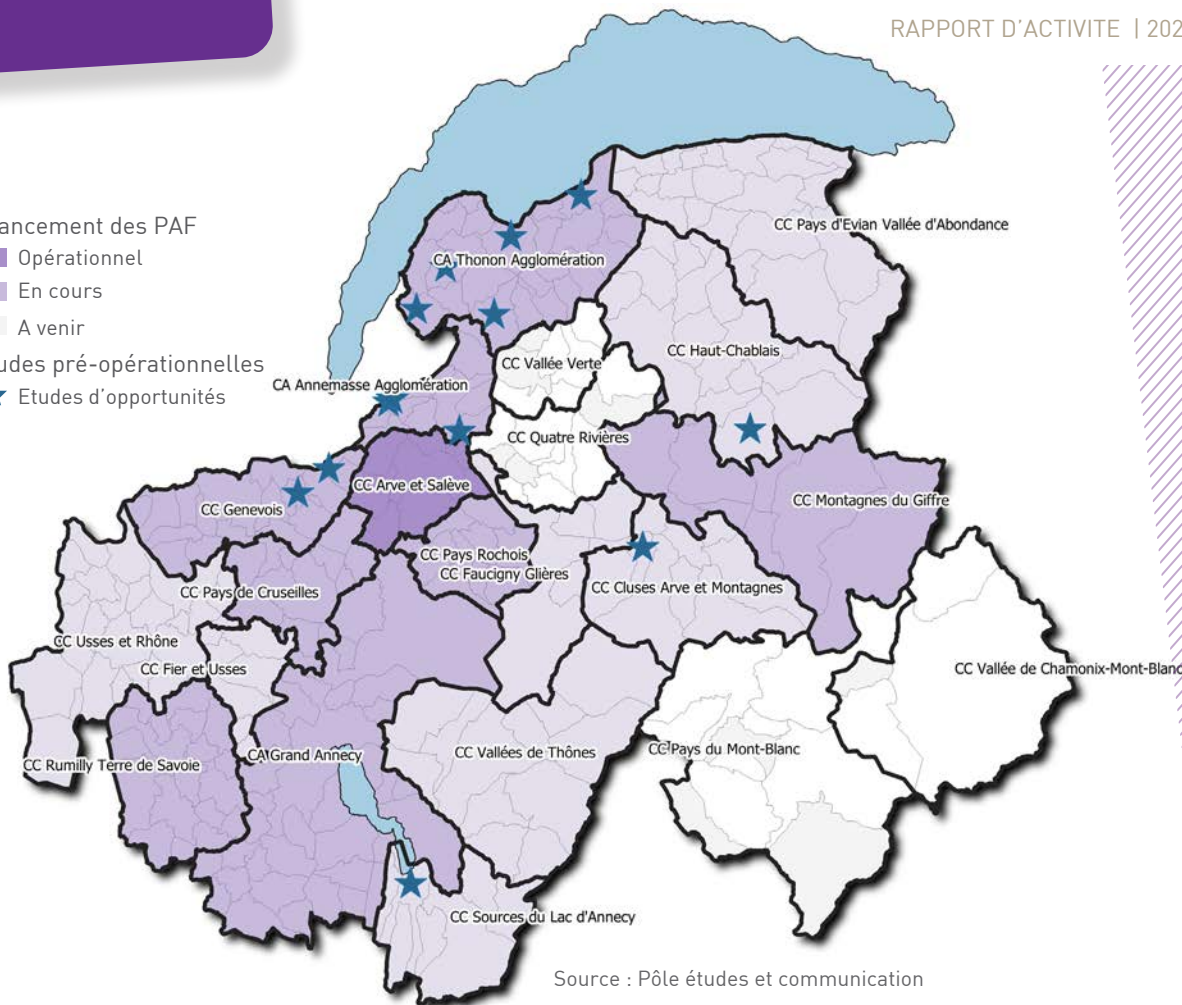 RAPPORT D'ACTIVITE | 202
ancement des PAF
Opérationnel
En cours
A venir
udes pré-opérationnelles
Etudes d'opportunités
CC Pays d'Evian Vallée d'Abondance
CA Thonon Agglomération
CC Vallée Verte
CC Haut-Chablais
CA Annemasse Agglomération
CC Quatre Rivières
CC Arve et Salève
CC Montagnes du Giffre
CC Genevois
CC Pays Rochois
CC Faucigny Glières
CC Cluses Arve et Montagnes
CC Pays de Cruseilles
CC Usses et Rhône
CC Fier et Usses
CC Vallée de Chamonix-Mont-Blanc
CC Rumilly Terre de Savoie
CA Grand Annecy
CC Vallées de Thônes
CC Pays du Mont-Blanc
CC Sources du Lac d'Annecy
Source : Pôle études et communication